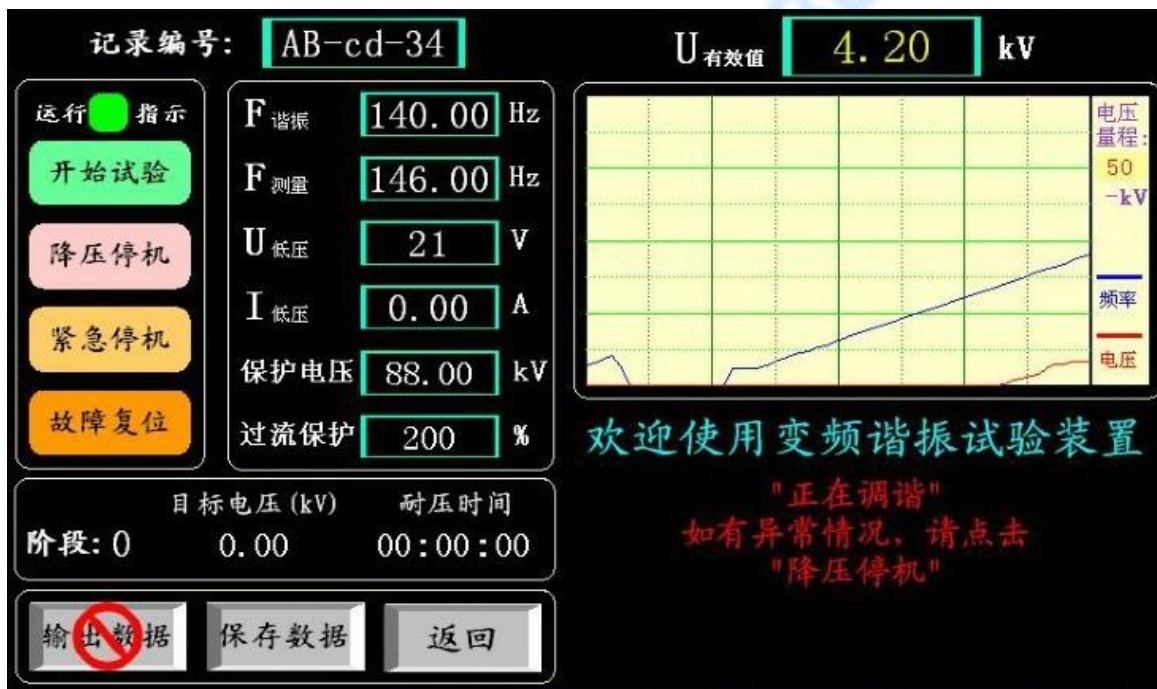 记录编号: AB-cd-34
U有效值 4.20 kV
运行 指示
开始试验
降压停机
紧急停机
故障复位
F谐振 140.00 Hz
F测量 146.00 Hz
U低压 21 V
I低压 0.00 A
保护电压 88.00 kV
过流保护 200 %
电压
量程:
50
-kV
频率
电压
目标电压(kV) 耐压时间
阶段: 0 0.00 00:00:00
欢迎使用变频谐振试验装置
"正在调谐"
如有异常情况, 请点击
"降压停机"
输出数据 保存数据 返回